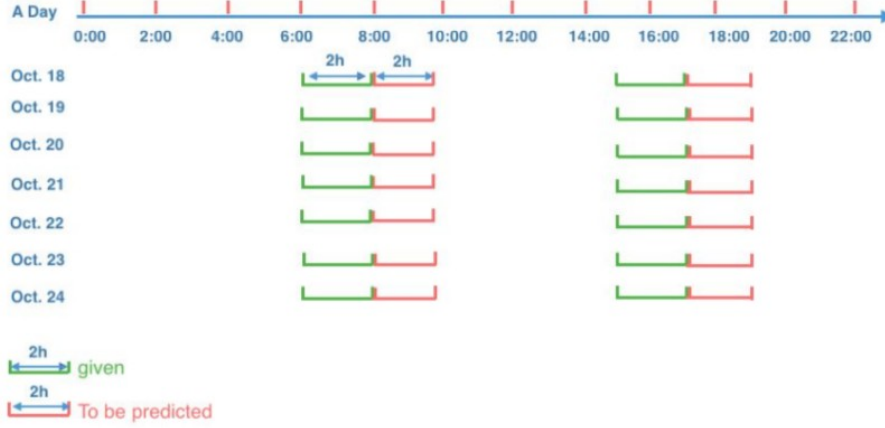 A Day
0:00 2:00 4:00 6:00 8:00 10:00 12:00 14:00 16:00 18:00 20:00 22:00
2h 2h
Oct. 18
Oct. 19
Oct. 20
Oct. 21
Oct. 22
Oct. 23
Oct. 24
2h
given
2h
To be predicted